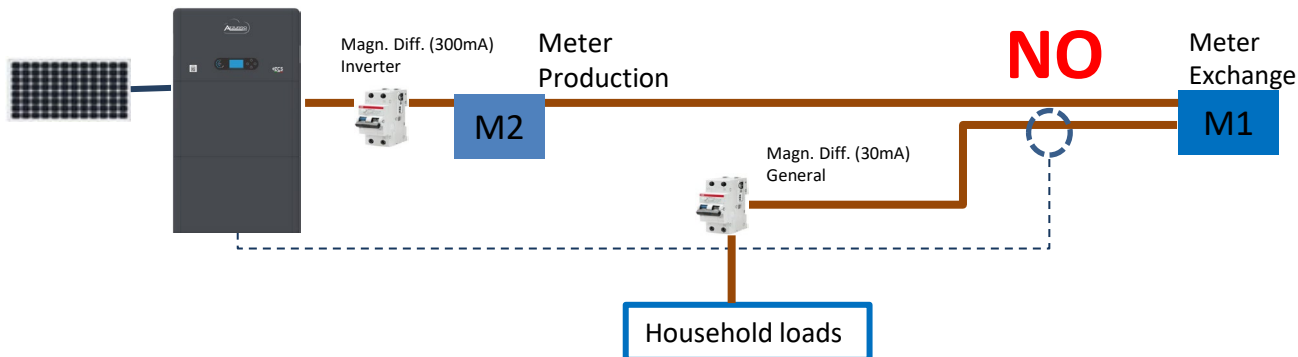 Magn. Diff. (300mA)
Inverter
Meter
Production
NO
Meter
Exchange
M2
M1
Magn. Diff. (30mA)
General
Household loads